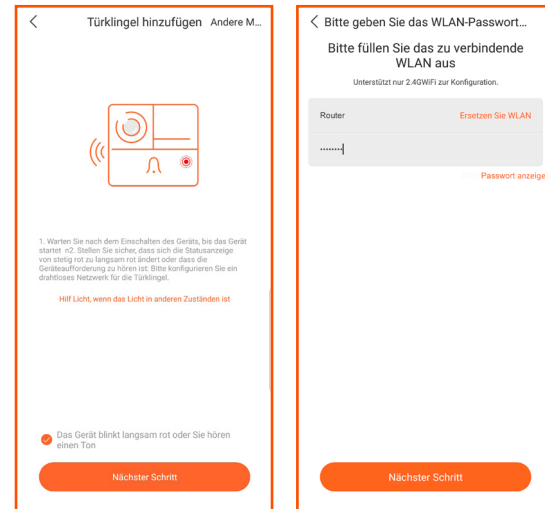 Türklingel hinzufügen Andere M...
1. Warten Sie nach dem Einschalten des Geräts, bis das Gerät
startet n2. Stellen Sie sicher, dass sich die Statusanzeige
von stetig rot zu langsam rot ändert oder dass die
Geräteaufforderung zu hören ist: Bitte konfigurieren Sie ein
drahtloses Netzwerk für die Türklingel.
Hilf Licht, wenn das Licht in anderen Zuständen ist
Das Gerät blinkt langsam rot oder Sie hören
einen Ton
Nächster Schritt
Bitte geben Sie das WLAN-Passwort...
Bitte füllen Sie das zu verbindende
WLAN aus
Unterstützt nur 2.4GWiFi zur Konfiguration.
Router Ersetzen Sie WLAN
........
Passwort anzeige
Nächster Schritt